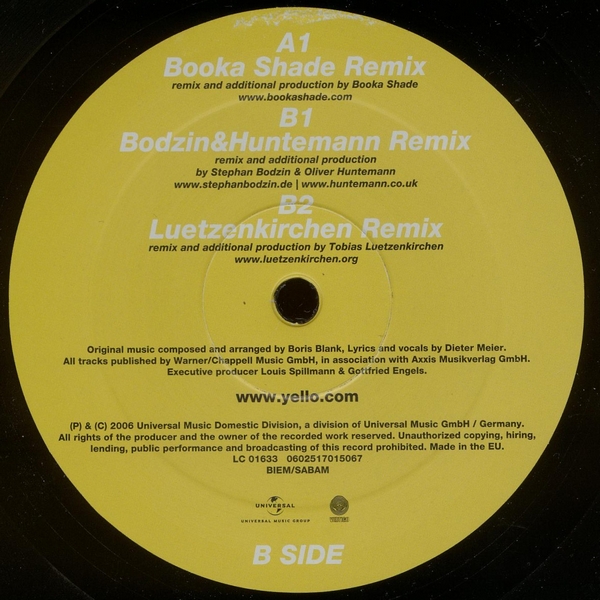 A1
Booka Shade Remix
remix and additional production by Booka Shade
www.bookashade.com
B1
Bodzin&Huntemann Remix
remix and additional production
by Stephan Bodzin & Oliver Huntemann
www.stephanbodzin.de | www.huntemann.co.uk
B2
Luetzenkirchen Remix
remix and additional production by Tobias Luetzenkirchen
www.luetzenkirchen.org
Original music composed and arranged by Boris Blank, Lyrics and vocals by Dieter Meier.
All tracks published by Warner/Chappell Music GmbH, in association with Axxis Musikverlag GmbH.
Executive producer Louis Spillmann & Gottfried Engels.
www.yello.com
(P) & (C) 2006 Universal Music Domestic Division, a division of Universal Music GmbH / Germany.
All rights of the producer and the owner of the recorded work reserved. Unauthorized copying, hiring,
lending, public performance and broadcasting of this record prohibited. Made in the EU.
LC 01633 0602517015067
BIEM/SABAM
UNIVERSAL
UNIVERSAL MUSIC GROUP
B SIDE